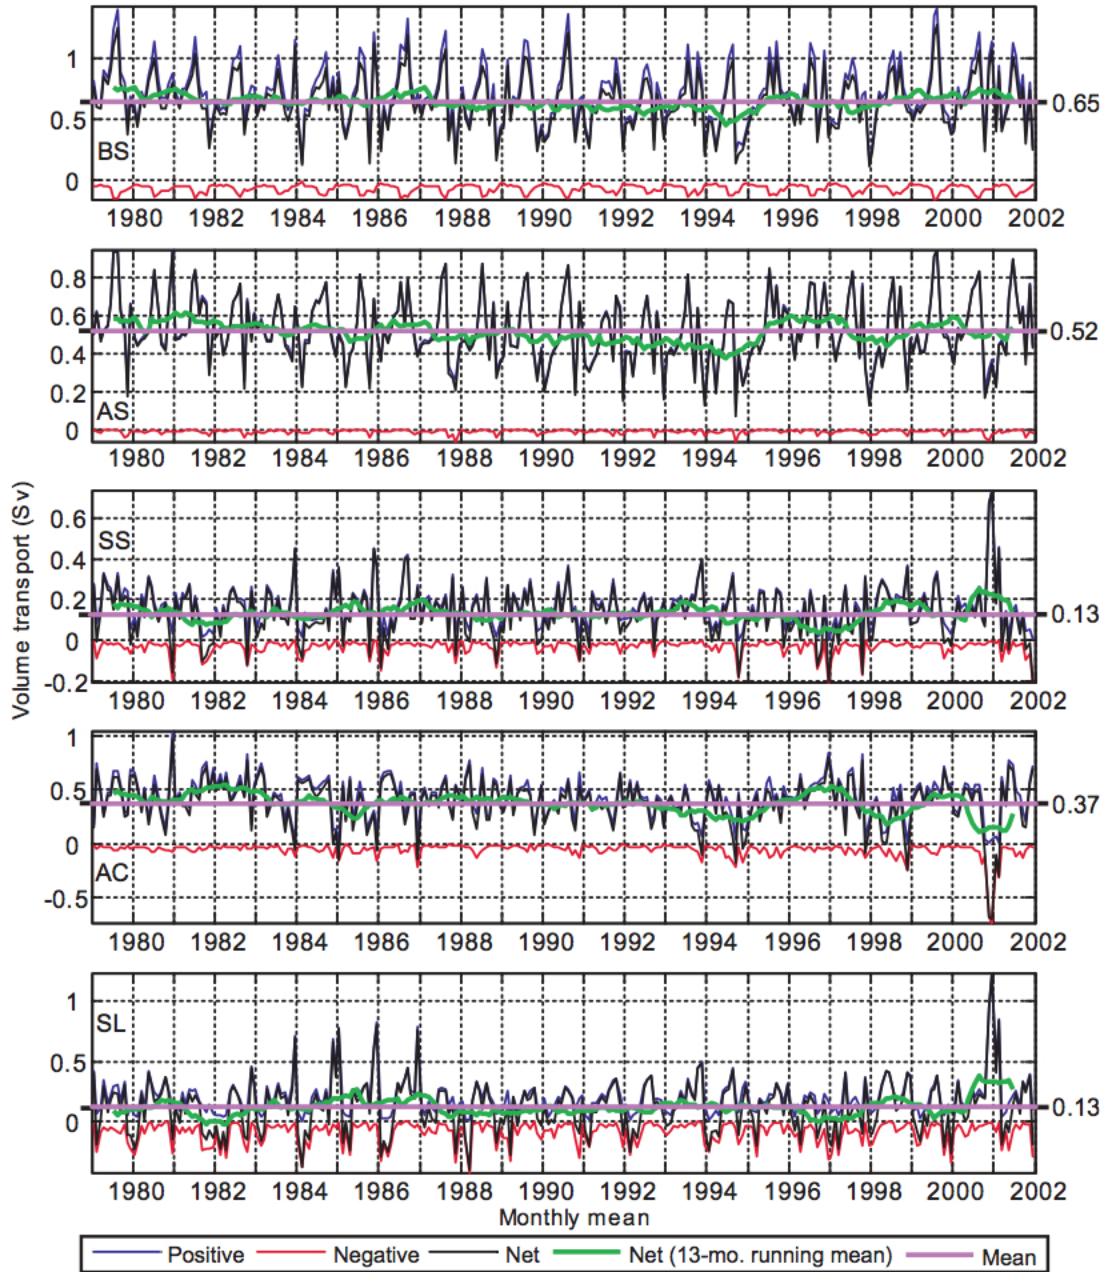 1
0.5
0
BS
0.65
1980 1982 1984 1986 1988 1990 1992 1994 1996 1998 2000 2002
0.8
0.6
0.4
0.2
0
AS
0.52
1980 1982 1984 1986 1988 1990 1992 1994 1996 1998 2000 2002
Volume transport (Sv)
0.6
0.4
0.2
0
-0.2
SS
0.13
1980 1982 1984 1986 1988 1990 1992 1994 1996 1998 2000 2002
1
0.5
0
-0.5
AC
0.37
1980 1982 1984 1986 1988 1990 1992 1994 1996 1998 2000 2002
1
0.5
0
SL
0.13
1980 1982 1984 1986 1988 1990 1992 1994 1996 1998 2000 2002
Monthly mean
Positive Negative Net Net (13-mo. running mean) Mean